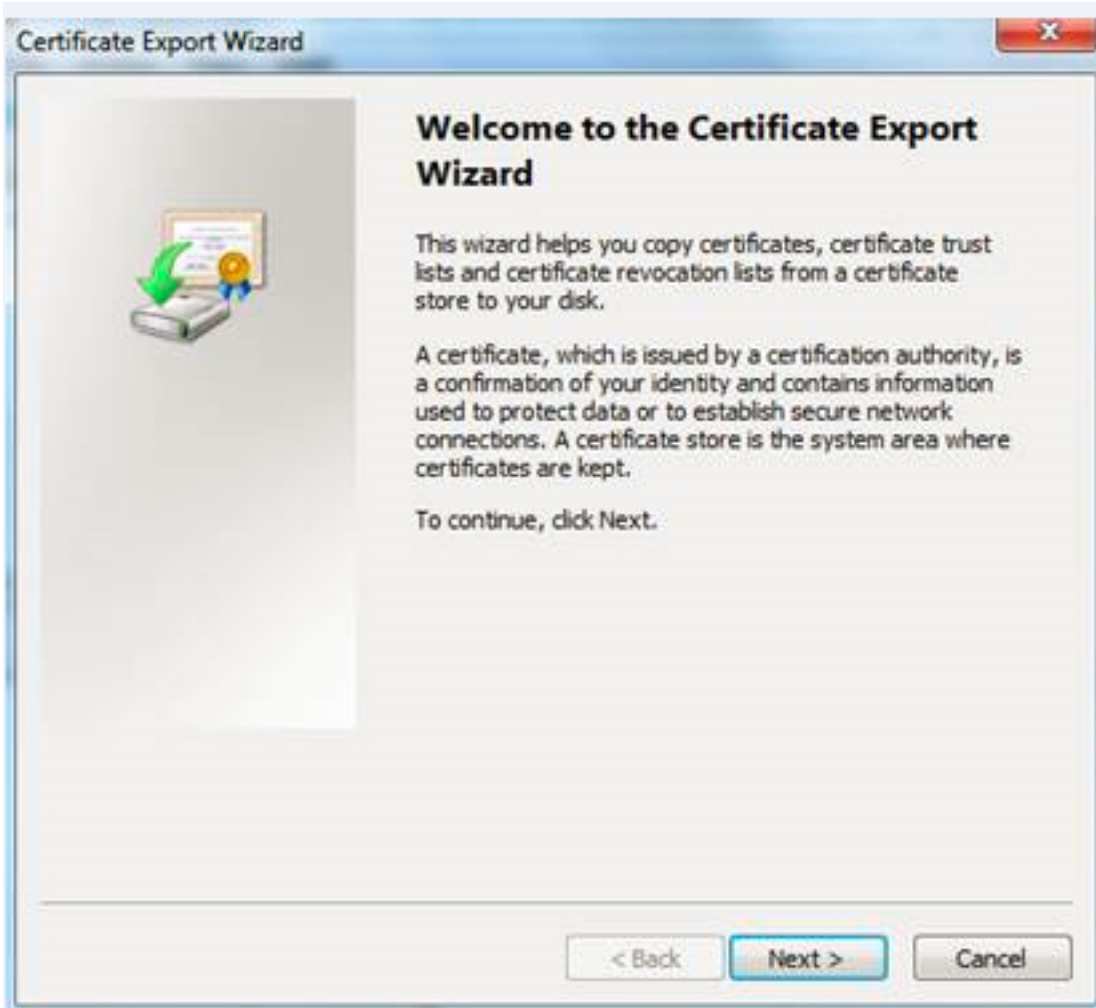 Certificate Export Wizard
x
Welcome to the Certificate Export
Wizard
This wizard helps you copy certificates, certificate trust
lists and certificate revocation lists from a certificate
store to your disk.
A certificate, which is issued by a certification authority, is
a confirmation of your identity and contains information
used to protect data or to establish secure network
connections. A certificate store is the system area where
certificates are kept.
To continue, click Next.
< Back Next > Cancel